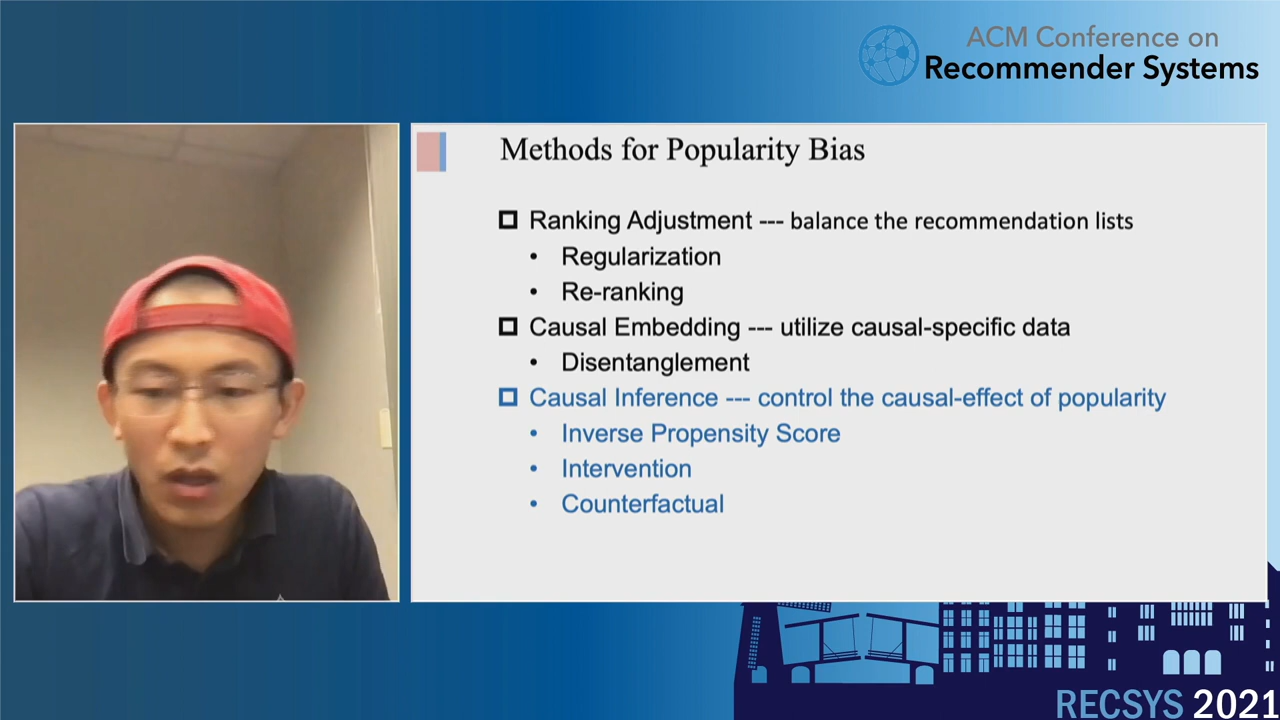 ACM Conference on
Recommender Systems
Methods for Popularity Bias
Ranking Adjustment --- balance the recommendation lists
• Regularization
• Re-ranking
Causal Embedding --- utilize causal-specific data
• Disentanglement
Causal Inference --- control the causal-effect of popularity
• Inverse Propensity Score
• Intervention
• Counterfactual
RECSYS 2021